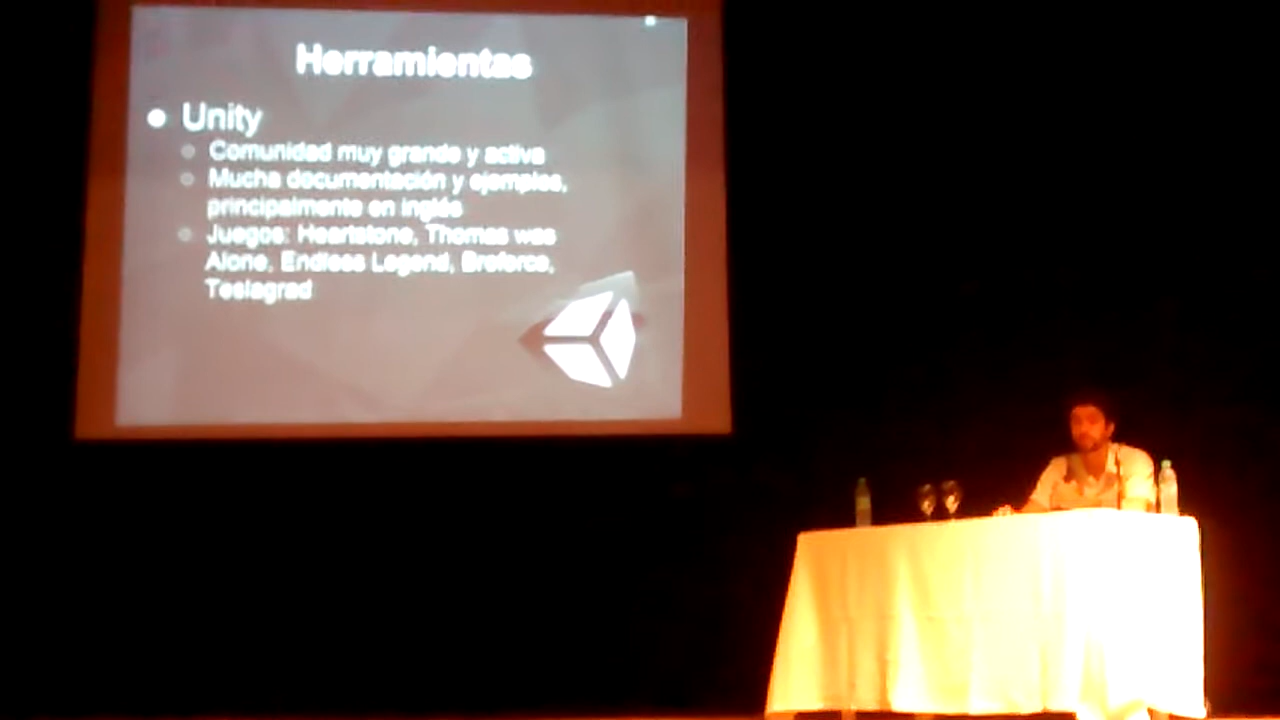 Herramientas
Unity
Comunidad muy grande y activa
Mucha documentación y ejemplos,
principalmente en inglés
Juegos: Heartstone, Thomas was
Alone, Endless Legend, Broforce,
Teslagrad